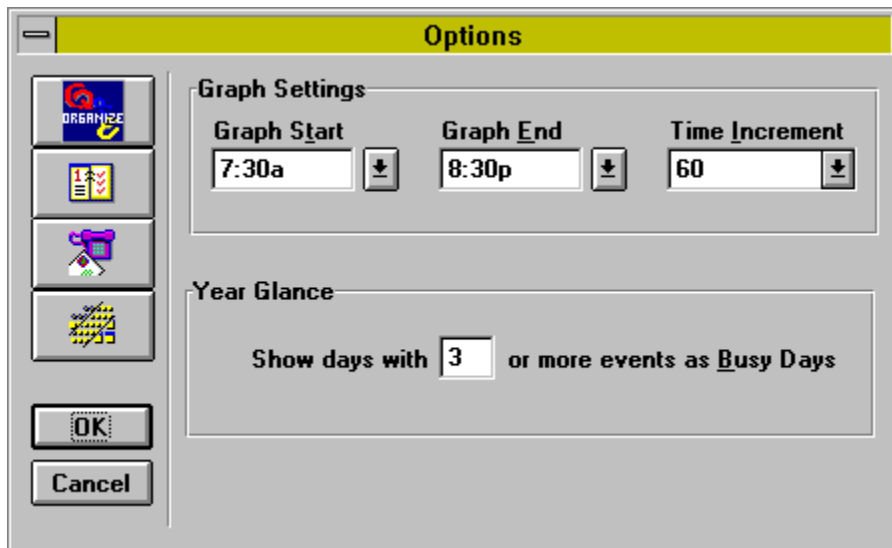 Options
ORGANIZE
1
Graph Settings
Graph Start Graph End Time Increment
7:30a 8:30p 60
Year Glance
Show days with 3 or more events as Busy Days
OK
Cancel